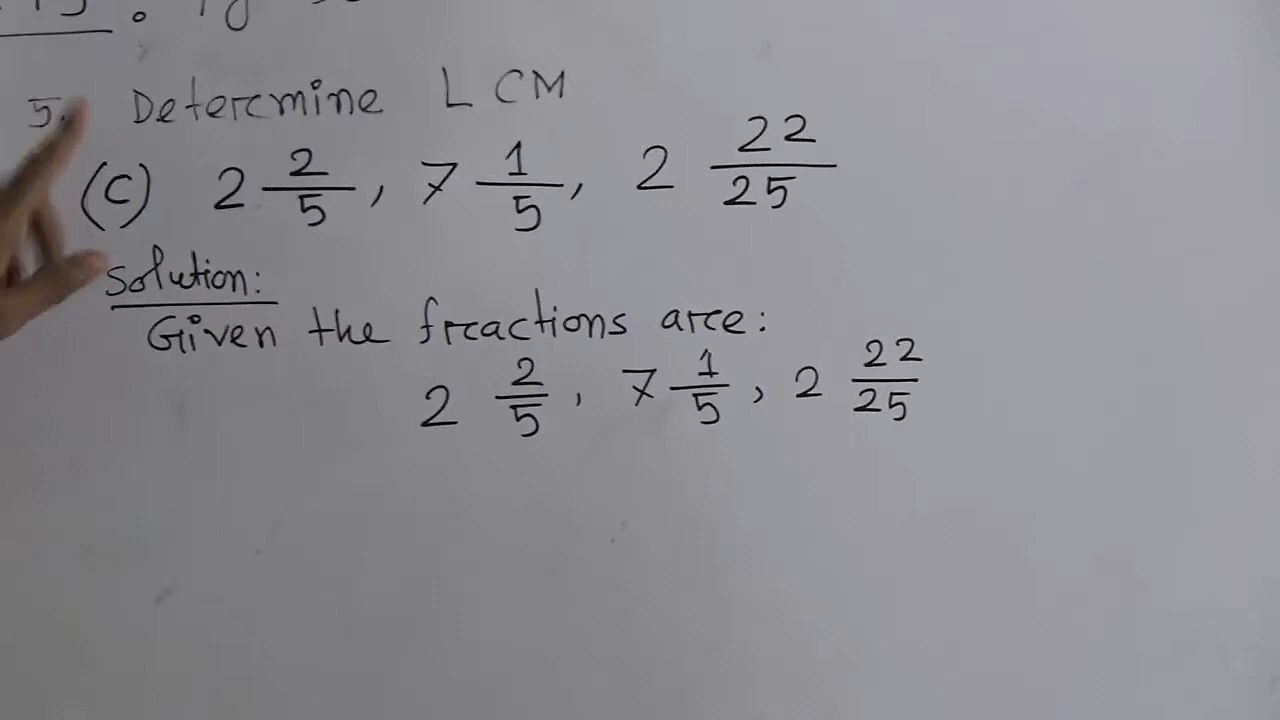 5. Determine LCM
(C) 2 2/5, 7 1/5, 2 22/25
Solution:
Given the fractions are:
2 2/5, 7 1/5, 2 22/25